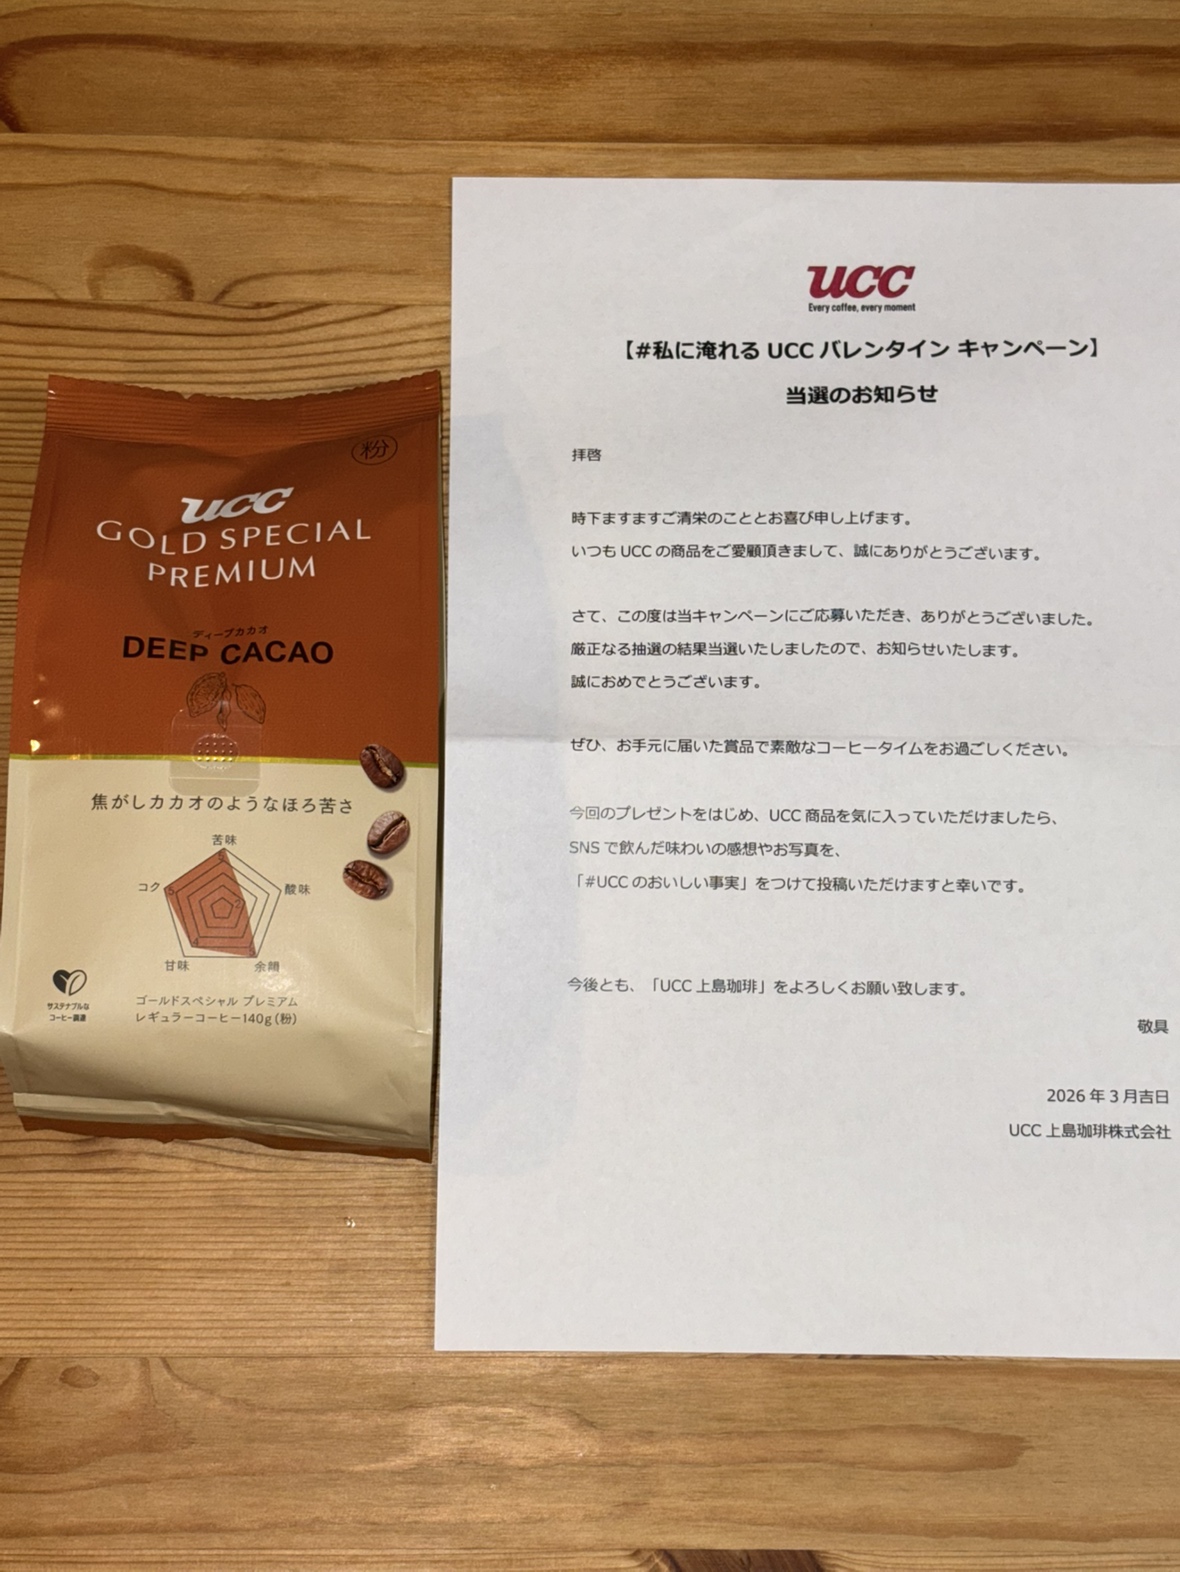 粉
UCC
GOLD SPECIAL
PREMIUM
ディープカカオ
DEEP CACAO
焦がしカカオのようなほろ苦さ
苦味
コク
酸味
甘味
余韻
サステナブルな
コーヒー調達
ゴールドスペシャル プレミアム
レギュラーコーヒー140g(粉)
UCC
Every coffee, every moment
【#私に淹れる UCC バレンタイン キャンペーン】
当選のお知らせ
拝啓
時下ますますご清栄のこととお喜び申し上げます。
いつも UCC の商品をご愛顧頂きまして、誠にありがとうございます。
さて、この度は当キャンペーンにご応募いただき、ありがとうございました。
厳正なる抽選の結果当選いたしましたので、お知らせいたします。
誠におめでとうございます。
ぜひ、お手元に届いた賞品で素敵なコーヒータイムをお過ごしください。
今回のプレゼントをはじめ、UCC 商品を気に入っていただけましたら、
SNS で飲んだ味わいの感想やお写真を、
「#UCC のおいしい事実」をつけて投稿いただけますと幸いです。
今後とも、「UCC 上島珈琲」をよろしくお願い致します。
敬具
2026 年 3 月吉日
UCC 上島珈琲株式会社